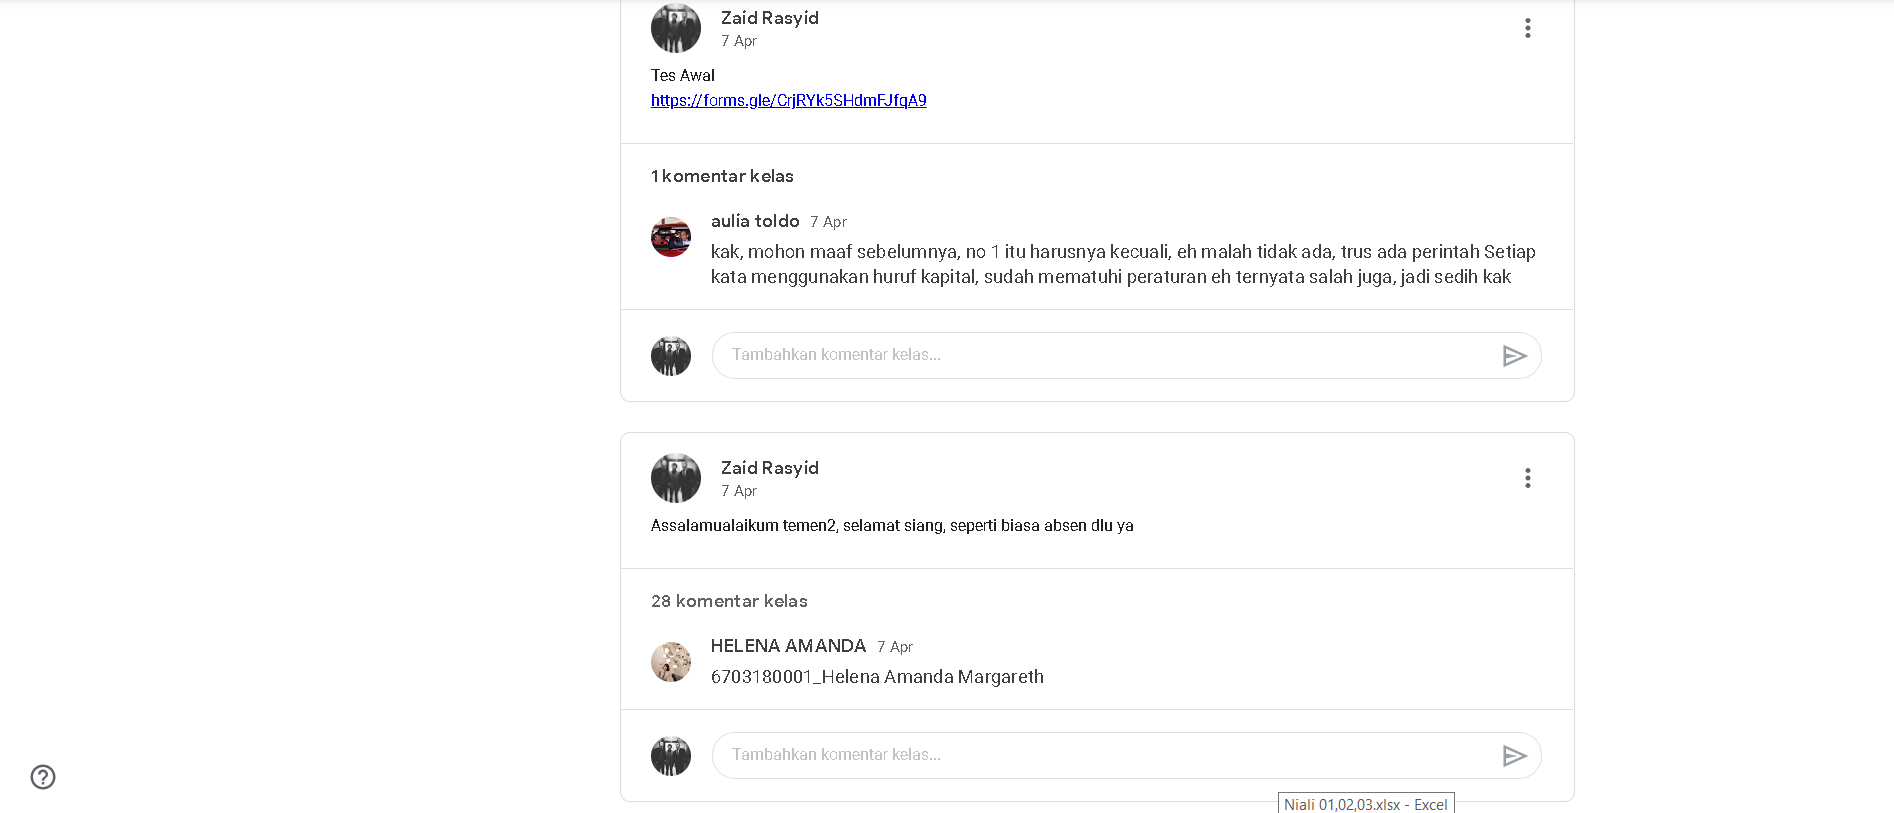 Zaid Rasyid
7 Apr
Tes Awal
https://forms.gle/CrjRYk5SHdmFJfqA9
1 komentar kelas
aulia toldo 7 Apr
kak, mohon maaf sebelumnya, no 1 itu harusnya kecuali, eh malah tidak ada, trus ada perintah Setiap
kata menggunakan huruf kapital, sudah mematuhi peraturan eh ternyata salah juga, jadi sedih kak
Tambahkan komentar kelas...
Zaid Rasyid
7 Apr
Assalamualaikum temen2, selamat siang, seperti biasa absen dlu ya
28 komentar kelas
HELENA AMANDA 7 Apr
6703180001_Helena Amanda Margareth
Tambahkan komentar kelas...
Niali 01,02,03.xlsx - Excel